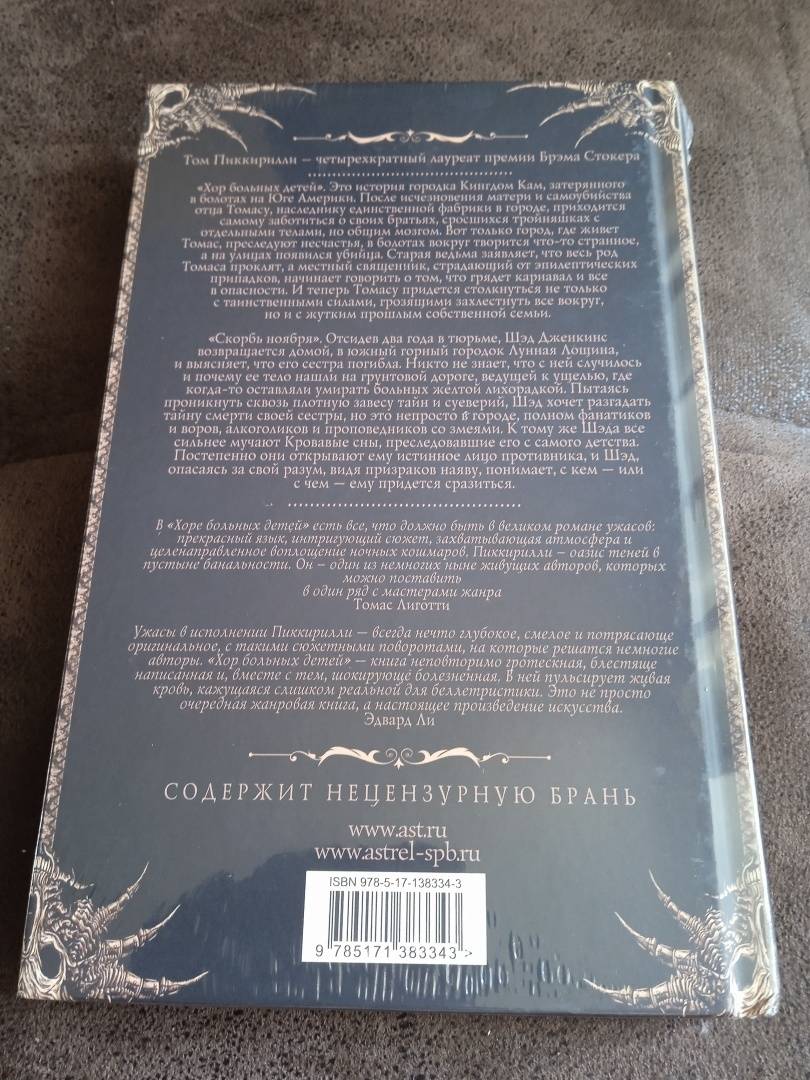 Том Пиккирилли — четырехкратный лауреат премии Брэма Стокера
«Хор больных детей». Это история городка Кингдом Кам, затерянного
в болотах на Юге Америки. После исчезновения матери и самоубийства
отца Томасу, наследнику единственной фабрики в городе, приходится
самому заботиться о своих братьях, сросшихся тройняшках с
отдельными телами, но общим мозгом. Вот только город, где живет
Томас, преследуют несчастья, в болотах вокруг творится что-то странное,
а на улицах появился убийца. Старая ведьма заявляет, что весь род
Томаса проклят, а местный священник, страдающий от эпилептических
припадков, начинает говорить о том, что грядет карнавал и все
в опасности. И теперь Томасу придется столкнуться не только
с таинственными силами, грозящими захлестнуть все вокруг,
но и с жутким прошлым собственной семьи.
«Скорбь ноября». Отсидев два года в тюрьме, Шэд Дженкинс
возвращается домой, в южный горный городок Лунная Лощина,
и выясняет, что его сестра погибла. Никто не знает, что с ней случилось
и почему ее тело нашли на грунтовой дороге, ведущей к ущелью, где
когда-то оставляли умирать больных желтой лихорадкой. Пытаясь
проникнуть сквозь плотную завесу тайн и суеверий, Шэд хочет разгадать
тайну смерти своей сестры, но это непросто в городе, полном фанатиков
и воров, алкоголиков и проповедников со змеями. К тому же Шэда все
сильнее мучают Кровавые сны, преследовавшие его с самого детства.
Постепенно они открывают ему истинное лицо противника, и Шэд,
опасаясь за свой разум, видя призраков наяву, понимает, с кем — или
с чем — ему придется сразиться.
В «Хоре больных детей» есть все, что должно быть в великом романе ужасов:
прекрасный язык, интригующий сюжет, захватывающая атмосфера и
целенаправленное воплощение ночных кошмаров. Пиккирилли — оазис теней в
пустыне банальности. Он — один из немногих ныне живущих авторов, которых
можно поставить
в один ряд с мастерами жанра
Томас Лиготти
Ужасы в исполнении Пиккирилли — всегда нечто глубокое, смелое и потрясающе
оригинальное, с такими сюжетными поворотами, на которые решатся немногие
авторы. «Хор больных детей» — книга неповторимо гротескная, блестяще
написанная и, вместе с тем, шокирующе болезненная. В ней пульсирует живая
кровь, кажущаяся слишком реальной для беллетристики. Это не просто
очередная жанровая книга, а настоящее произведение искусства.
Эдвард Ли
СОДЕРЖИТ НЕЦЕНЗУРНУЮ БРАНЬ
www.ast.ru
www.astrel-spb.ru
ISBN 978-5-17-138334-3
9 785171 383343 >